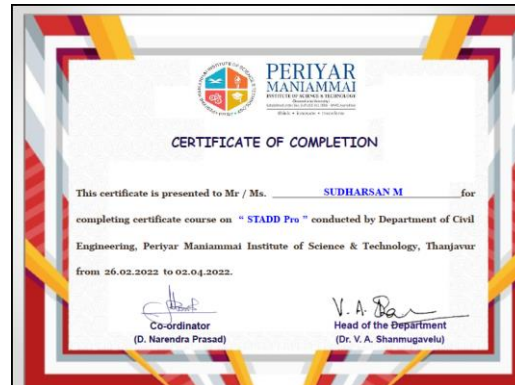 PERIYAR
MANIAMMAI
INSTITUTE OF SCIENCE & TECHNOLOGY
CERTIFICATE OF COMPLETION
This certificate is presented to Mr / Ms. SUDHARSAN M for
completing certificate course on “ STADD Pro ” conducted by Department of Civil
Engineering, Periyar Maniammai Institute of Science & Technology, Thanjavur
from 26.02.2022 to 02.04.2022.
V. A.
Co-ordinator
Head of the Department
(D. Narendra Prasad)
(Dr. V. A. Shanmugavelu)